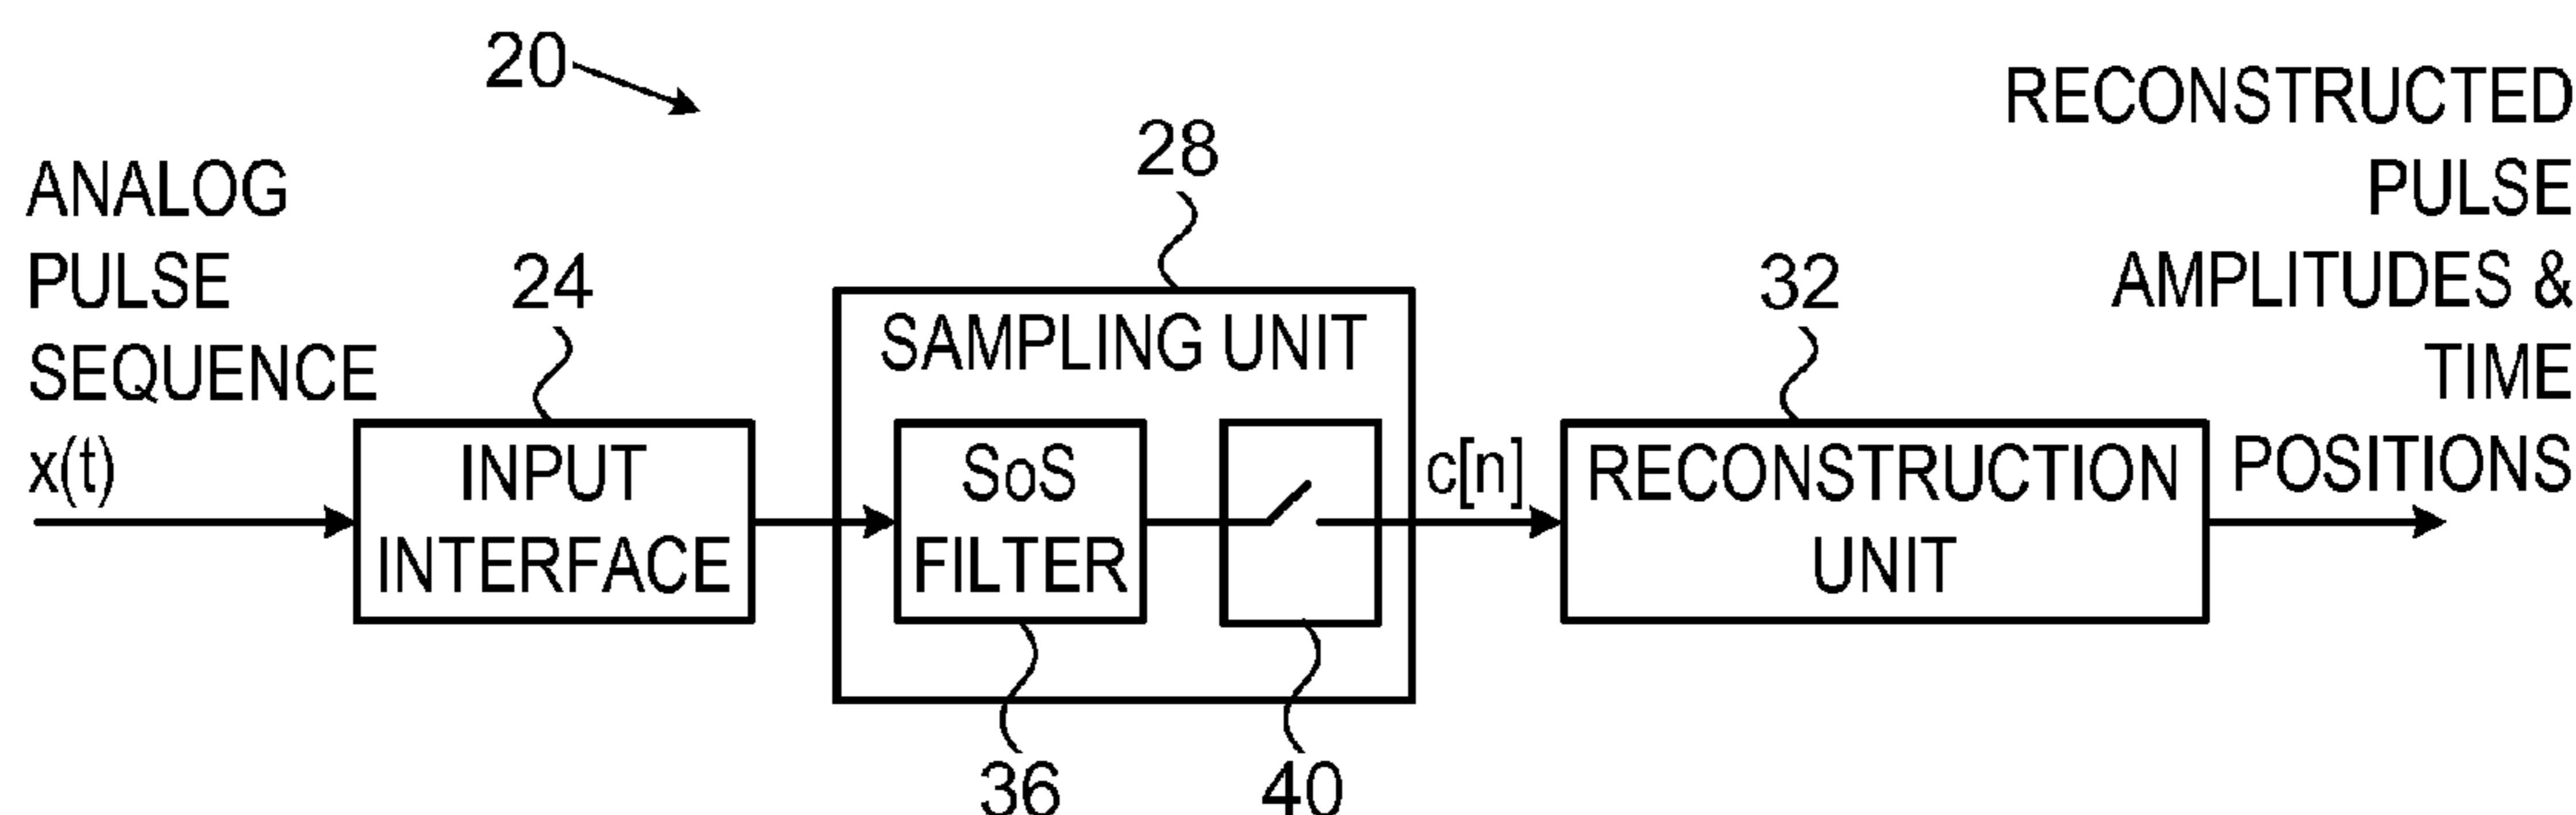 20
ANALOG
PULSE
SEQUENCE
x(t)
24
INPUT
INTERFACE
28
SAMPLING UNIT
SoS
FILTER
36
40
c[n]
32
RECONSTRUCTION
UNIT
RECONSTRUCTED
PULSE
AMPLITUDES &
TIME
POSITIONS